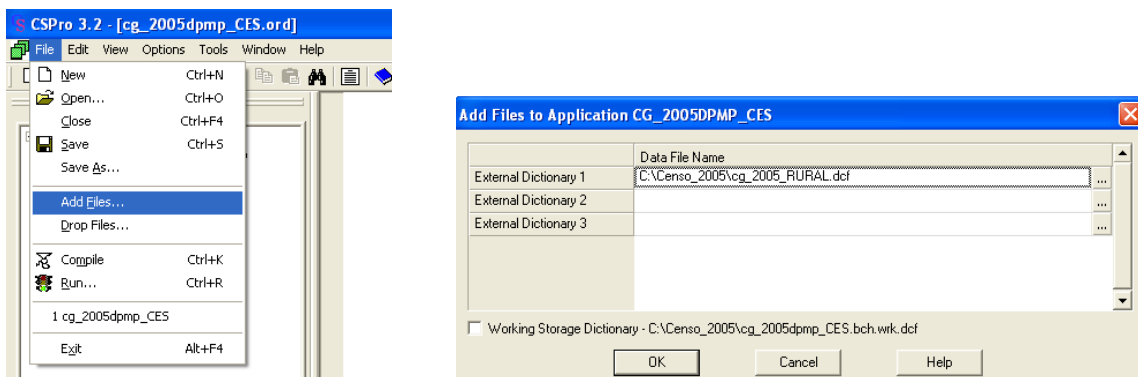 CSPro 3.2 - [cg_2005dpmp_CES.ord]
File Edit View Options Tools Window Help
New Ctrl+N
Open... Ctrl+O
Close Ctrl+F4
Save Ctrl+S
Save As...
Add Files...
Drop Files...
Compile Ctrl+K
Run... Ctrl+R
1 cg_2005dpmp_CES
Exit Alt+F4
Add Files to Application CG_2005DPMP_CES
Data File Name
External Dictionary 1 C:\Censo_2005\cg_2005_RURAL.dcf ...
External Dictionary 2 ...
External Dictionary 3 ...
Working Storage Dictionary - C:\Censo_2005\cg_2005dpmp_CES.bch.wrk.dcf
OK Cancel Help